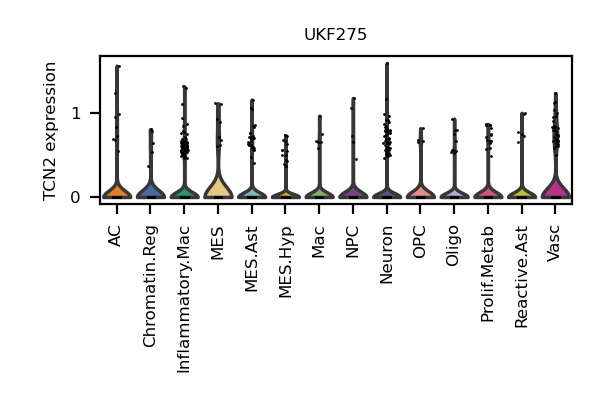 UKF275
TCN2 expression
1
0
AC
Chromatin.Reg
Inflammatory.Mac
MES
MES.Ast
MES.Hyp
Mac
NPC
Neuron
OPC
Oligo
Prolif.Metab
Reactive.Ast
Vasc